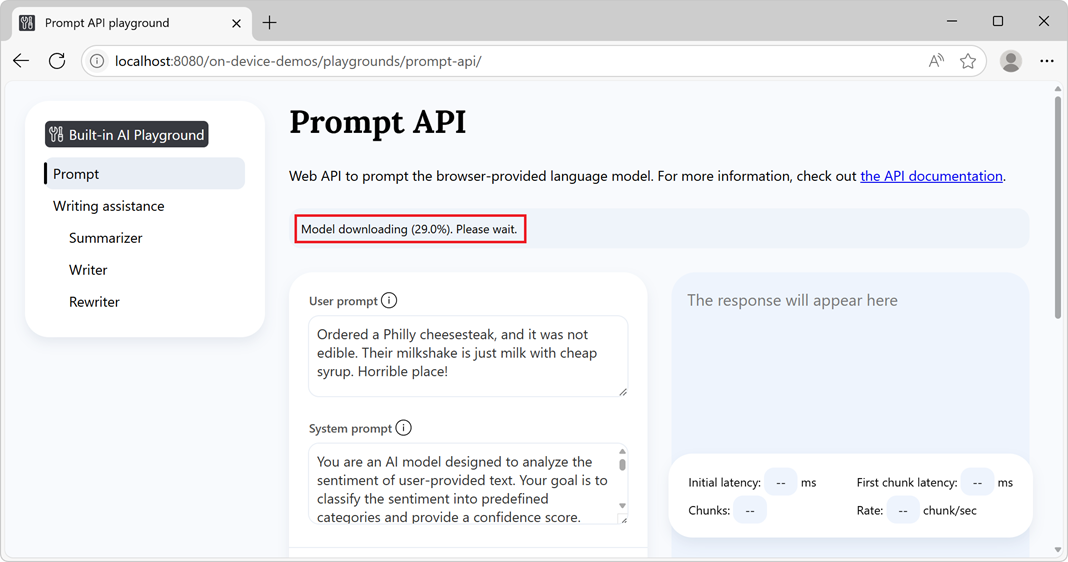 Prompt API playground
localhost:8080/on-device-demos/playgrounds/prompt-api/
Built-in AI Playground
Prompt
Writing assistance
Summarizer
Writer
Rewriter
Prompt API
Web API to prompt the browser-provided language model. For more information, check out the API documentation.
Model downloading (29.0%). Please wait.
User prompt
Ordered a Philly cheesesteak, and it was not
edible. Their milkshake is just milk with cheap
syrup. Horrible place!
System prompt
You are an AI model designed to analyze the
sentiment of user-provided text. Your goal is to
classify the sentiment into predefined
categories and provide a confidence score.
The response will appear here
Initial latency: -- ms First chunk latency: -- ms
Chunks: -- Rate: -- chunk/sec